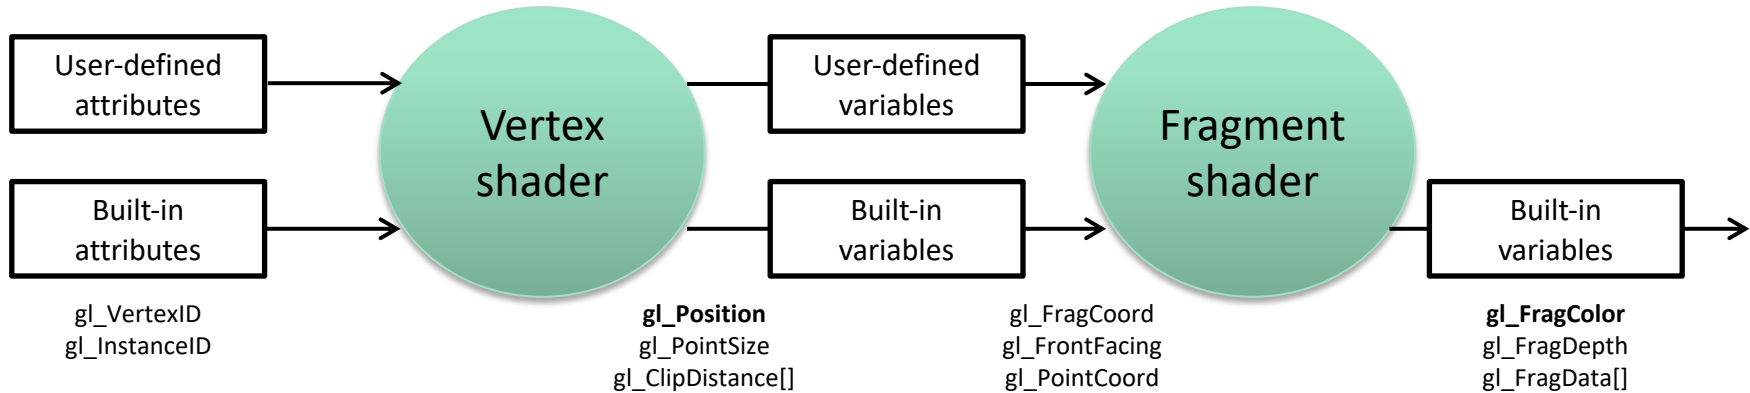 User-defined
attributes
Vertex
shader
User-defined
variables
Fragment
shader
Built-in
attributes
Built-in
variables
Built-in
variables
gl_VertexID
gl_InstanceID
gl_Position
gl_PointSize
gl_ClipDistance[]
gl_FragCoord
gl_FrontFacing
gl_PointCoord
gl_FragColor
gl_FragDepth
gl_FragData[]